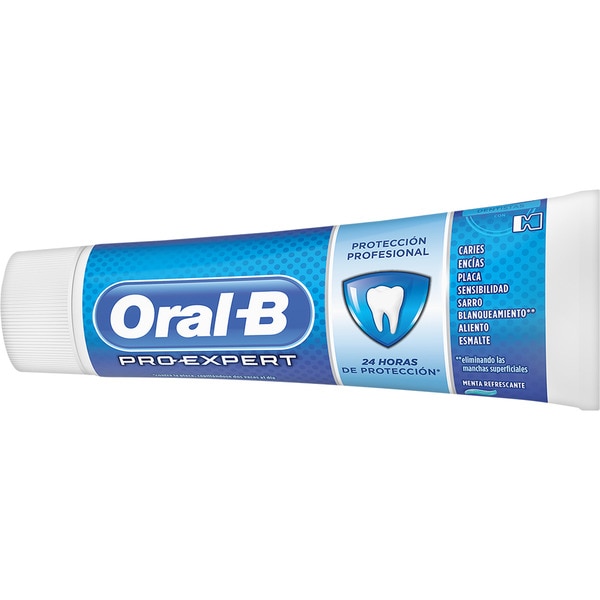 Oral-B
PRO-EXPERT
PROTECCIÓN
PROFESIONAL
24 HORAS
DE PROTECCIÓN*
DENTISTAS
CARIES
ENCÍAS
PLACA
SENSIBILIDAD
SARRO
BLANQUEAMIENTO**
ALIENTO
ESMALTE
**eliminando las
manchas superficiales
MENTA REFRESCANTE